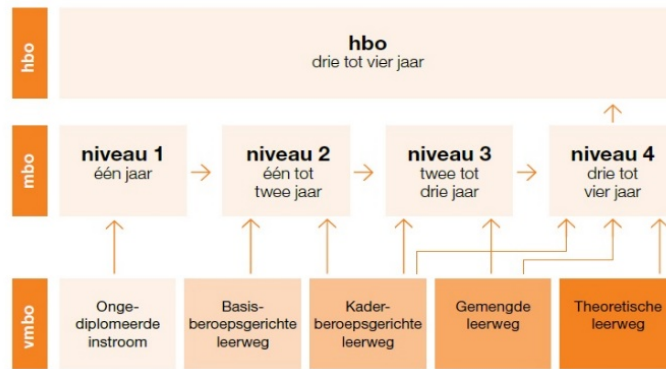 hbo
hbo
drie tot vier jaar
mbo
niveau 1
één jaar
niveau 2
één tot
twee jaar
niveau 3
twee tot
drie jaar
niveau 4
drie tot
vier jaar
vmbo
Onge-
diplomeerde
instroom
Basis-
beroepsgerichte
leerweg
Kader-
beroepsgerichte
leerweg
Gemengde
leerweg
Theoretische
leerweg